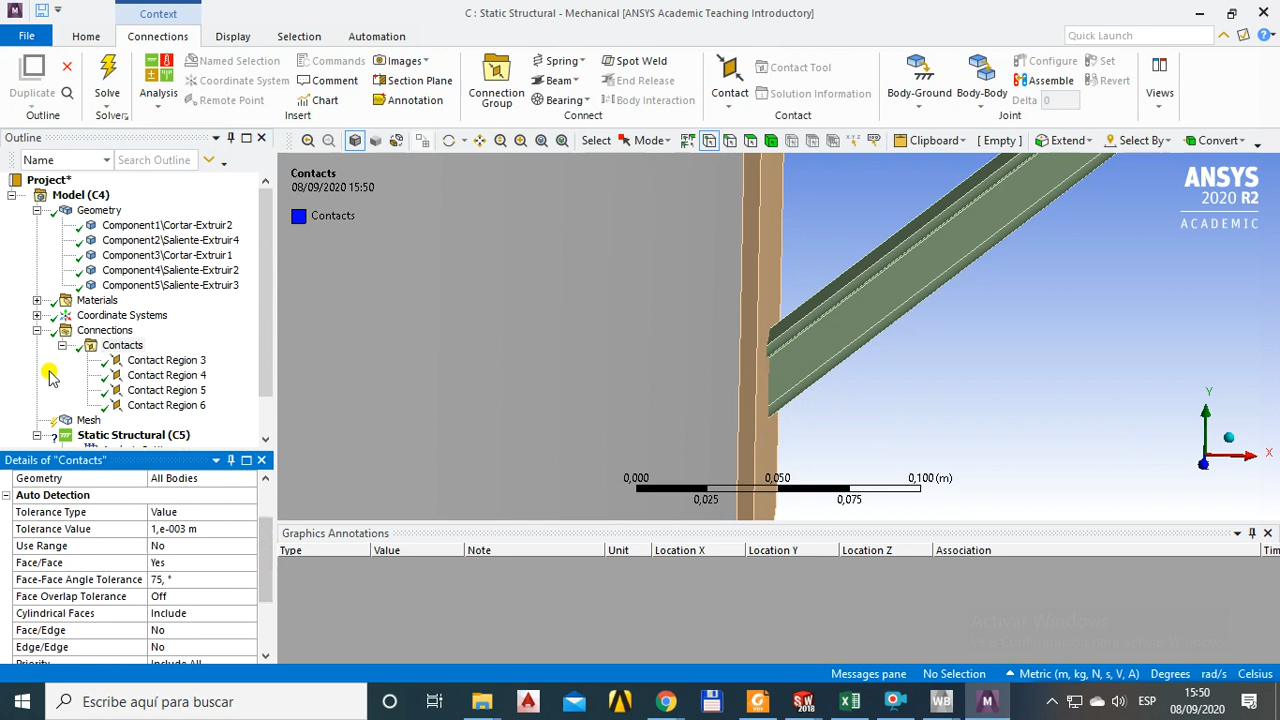 C : Static Structural - Mechanical [ANSYS Academic Teaching Introductory]
Context
File
Home
Connections
Display
Selection
Automation
Quick Launch
Duplicate
Outline
Solve
Solver
Analysis
Named Selection
Coordinate System
Remote Point
Commands
Comment
Chart
Images
Section Plane
Annotation
Insert
Connection Group
Spring
Beam
Bearing
Spot Weld
End Release
Body Interaction
Connect
Contact
Contact Tool
Solution Information
Contact
Body-Ground
Body-Body
Configure
Set
Assemble
Revert
Delta 0
Joint
Views
Outline
Name
Search Outline
Select
Mode
Clipboard
[ Empty ]
Extend
Select By
Convert
Project*
Model (C4)
Geometry
Component1\Cortar-Extruir2
Component2\Saliente-Extruir4
Component3\Cortar-Extruir1
Component4\Saliente-Extruir2
Component5\Saliente-Extruir3
Materials
Coordinate Systems
Connections
Contacts
Contact Region 3
Contact Region 4
Contact Region 5
Contact Region 6
Mesh
Static Structural (C5)
Details of "Contacts"
Geometry All Bodies
Auto Detection
Tolerance Type Value
Tolerance Value 1,e-003 m
Use Range No
Face/Face Yes
Face-Face Angle Tolerance 75, °
Face Overlap Tolerance Off
Cylindrical Faces Include
Face/Edge No
Edge/Edge No
Priority Include All
Contacts
08/09/2020 15:50
Contacts
ANSYS
2020 R2
ACADEMIC
0,000
0,050
0,100 (m)
0,025
0,075
Y
X
Graphics Annotations
Type Value Note Unit Location X Location Y Location Z Association
Activar Windows
Messages pane
No Selection
Metric (m, kg, N, s, V, A)
Degrees
rad/s
Celsius
Escribe aquí para buscar
ESP
15:50
08/09/2020